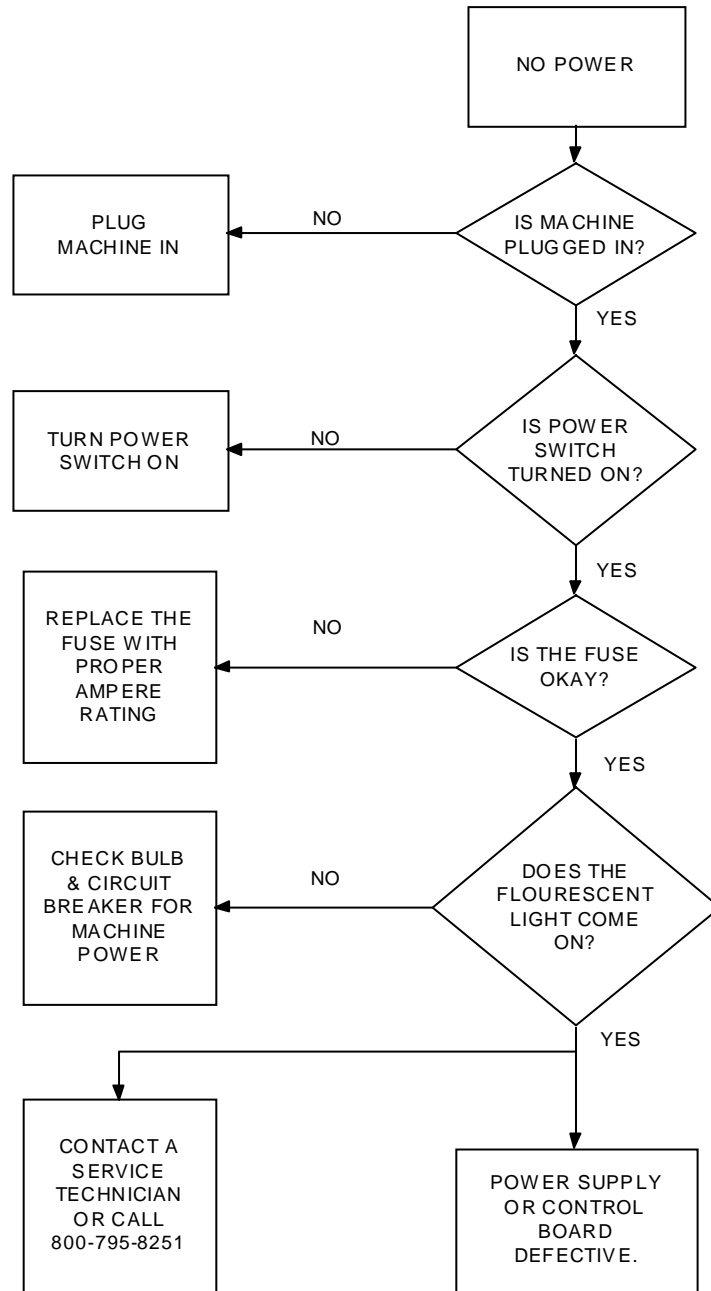 NO POWER
PLUG
MACHINE IN
NO
IS MACHINE
PLUGGED IN?
YES
TURN POWER
SWITCH ON
NO
IS POWER
SWITCH
TURNED ON?
YES
REPLACE THE
FUSE WITH
PROPER
AMPERE
RATING
NO
IS THE FUSE
OKAY?
YES
CHECK BULB
& CIRCUIT
BREAKER FOR
MACHINE
POWER
NO
DOES THE
FLOURESCENT
LIGHT COME
ON?
YES
CONTACT A
SERVICE
TECHNICIAN
OR CALL
800-795-8251
POWER SUPPLY
OR CONTROL
BOARD
DEFECTIVE.